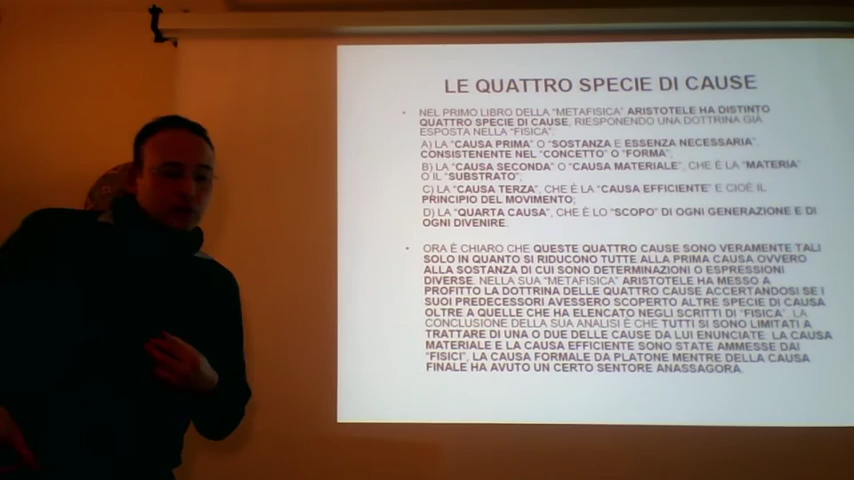 LE QUATTRO SPECIE DI CAUSE
• NEL PRIMO LIBRO DELLA "METAFISICA" ARISTOTELE HA DISTINTO
QUATTRO SPECIE DI CAUSE, RIESPONENDO UNA DOTTRINA GIÀ
ESPOSTA NELLA "FISICA":
A) LA "CAUSA PRIMA" O "SOSTANZA E ESSENZA NECESSARIA",
CONSISTENENTE NEL "CONCETTO" O "FORMA";
B) LA "CAUSA SECONDA" O "CAUSA MATERIALE", CHE È LA "MATERIA"
O IL "SUBSTRATO";
C) LA "CAUSA TERZA", CHE È LA "CAUSA EFFICIENTE" E CIOÈ IL
PRINCIPIO DEL MOVIMENTO;
D) LA "QUARTA CAUSA", CHE È LO "SCOPO" DI OGNI GENERAZIONE E DI
OGNI DIVENIRE.
• ORA È CHIARO CHE QUESTE QUATTRO CAUSE SONO VERAMENTE TALI
SOLO IN QUANTO SI RIDUCONO TUTTE ALLA PRIMA CAUSA OVVERO
ALLA SOSTANZA DI CUI SONO DETERMINAZIONI O ESPRESSIONI
DIVERSE. NELLA SUA "METAFISICA" ARISTOTELE HA MESSO A
PROFITTO LA DOTTRINA DELLE QUATTRO CAUSE ACCERTANDOSI SE I
SUOI PREDECESSORI AVESSERO SCOPERTO ALTRE SPECIE DI CAUSA
OLTRE A QUELLE CHE HA ELENCATO NEGLI SCRITTI DI "FISICA". LA
CONCLUSIONE DELLA SUA ANALISI È CHE TUTTI SI SONO LIMITATI A
TRATTARE DI UNA O DUE DELLE CAUSE DA LUI ENUNCIATE: LA CAUSA
MATERIALE E LA CAUSA EFFICIENTE SONO STATE AMMESSE DAI
"FISICI", LA CAUSA FORMALE DA PLATONE MENTRE DELLA CAUSA
FINALE HA AVUTO UN CERTO SENTORE ANASSAGORA.